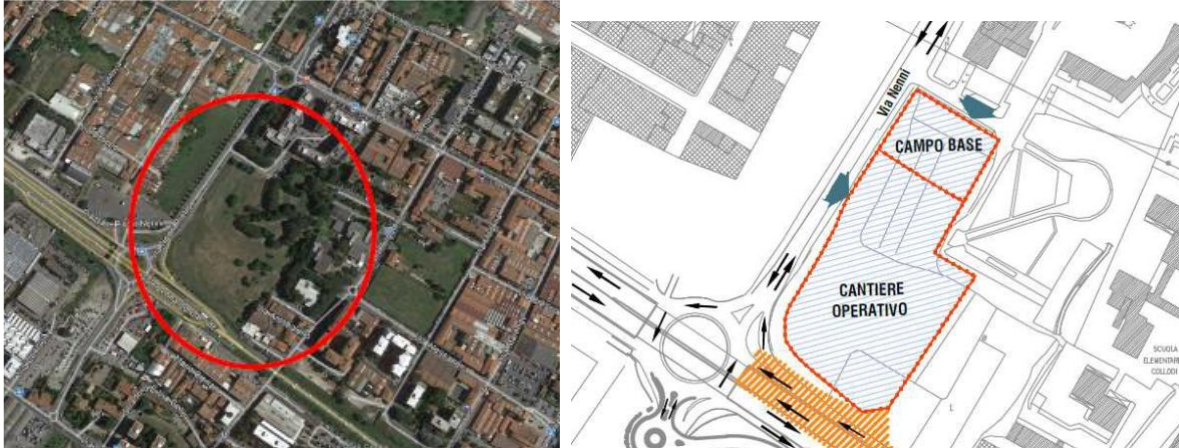 Via Nenni
CAMPO BASE
CANTIERE
OPERATIVO
SCUOLA
ELEMENTARE
COLLODI